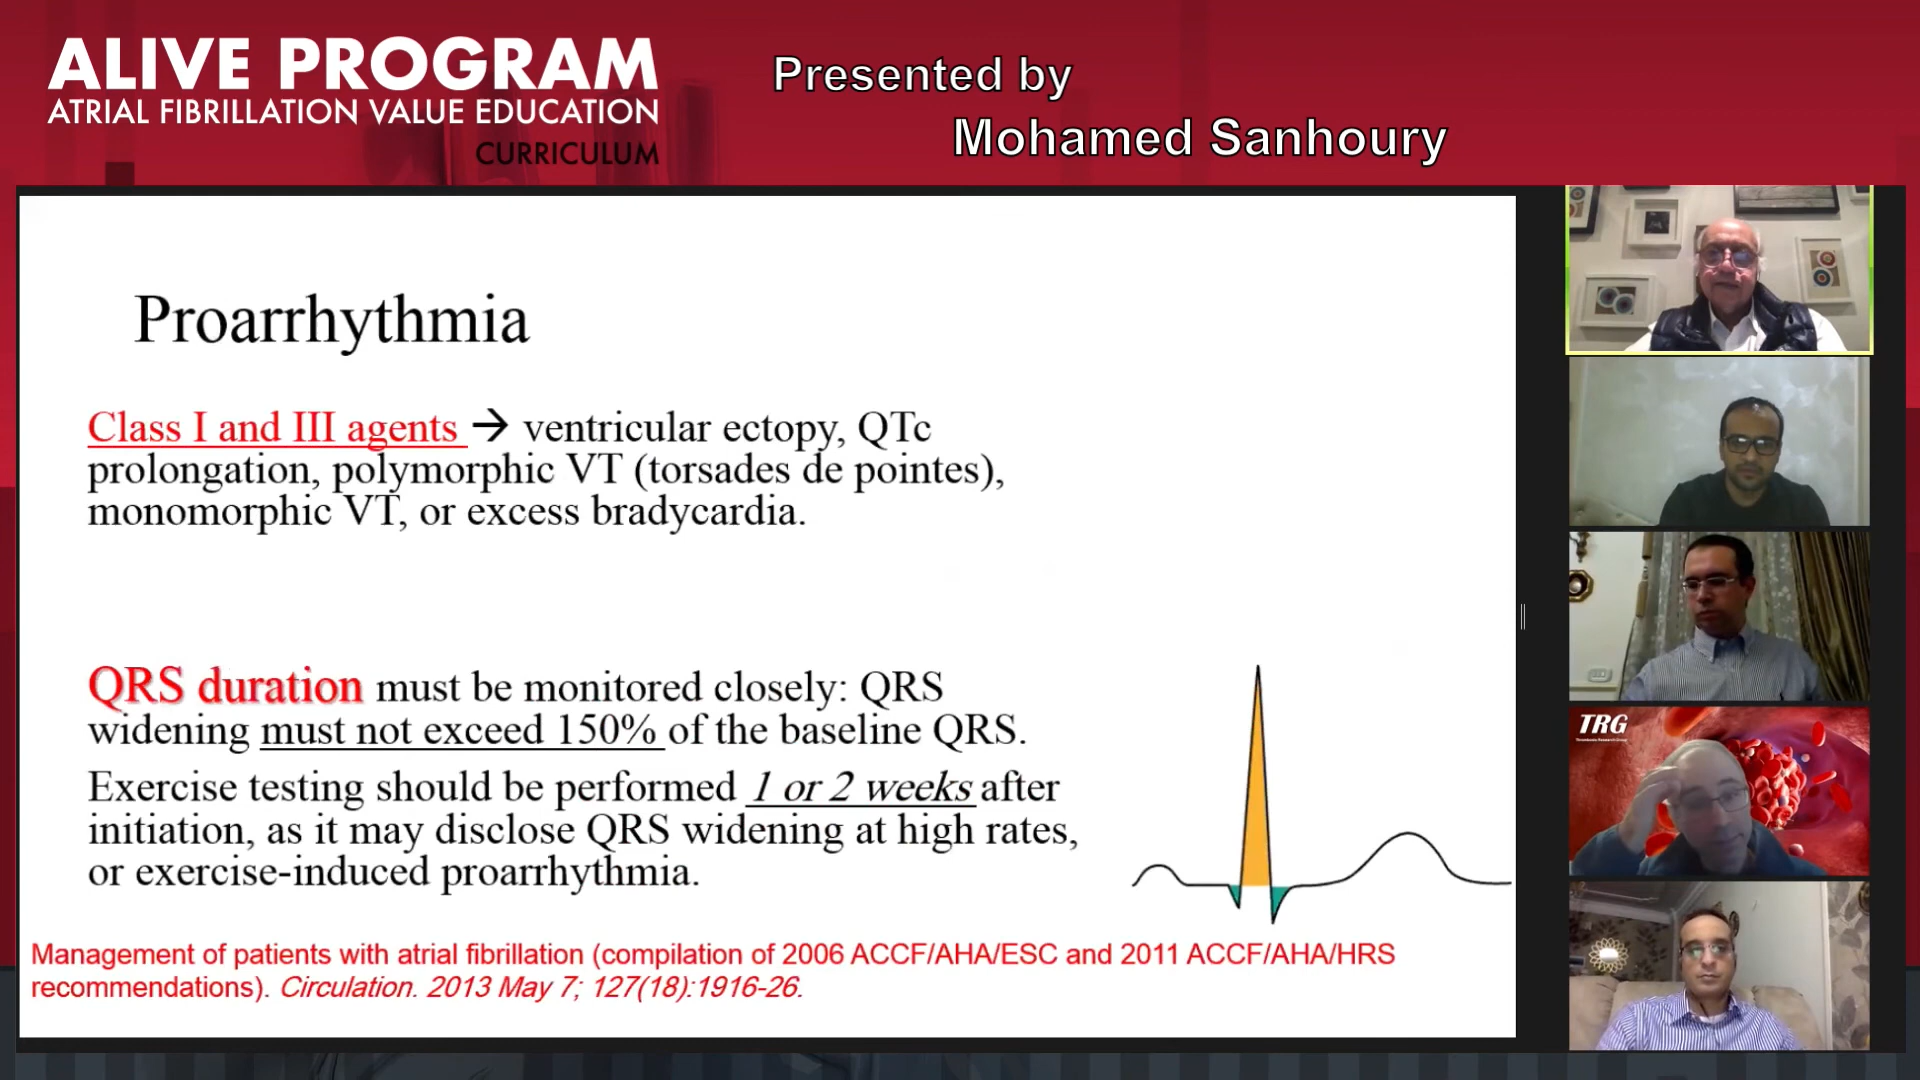 ALIVE PROGRAM
ATRIAL FIBRILLATION VALUE EDUCATION
CURRICULUM
Presented by
Mohamed Sanhoury
Proarrhythmia
Class I and III agents → ventricular ectopy, QTc
prolongation, polymorphic VT (torsades de pointes),
monomorphic VT, or excess bradycardia.
QRS duration must be monitored closely: QRS
widening must not exceed 150% of the baseline QRS.
Exercise testing should be performed 1 or 2 weeks after
initiation, as it may disclose QRS widening at high rates,
or exercise-induced proarrhythmia.
Management of patients with atrial fibrillation (compilation of 2006 ACCF/AHA/ESC and 2011 ACCF/AHA/HRS
recommendations). Circulation. 2013 May 7; 127(18):1916-26.
TRG